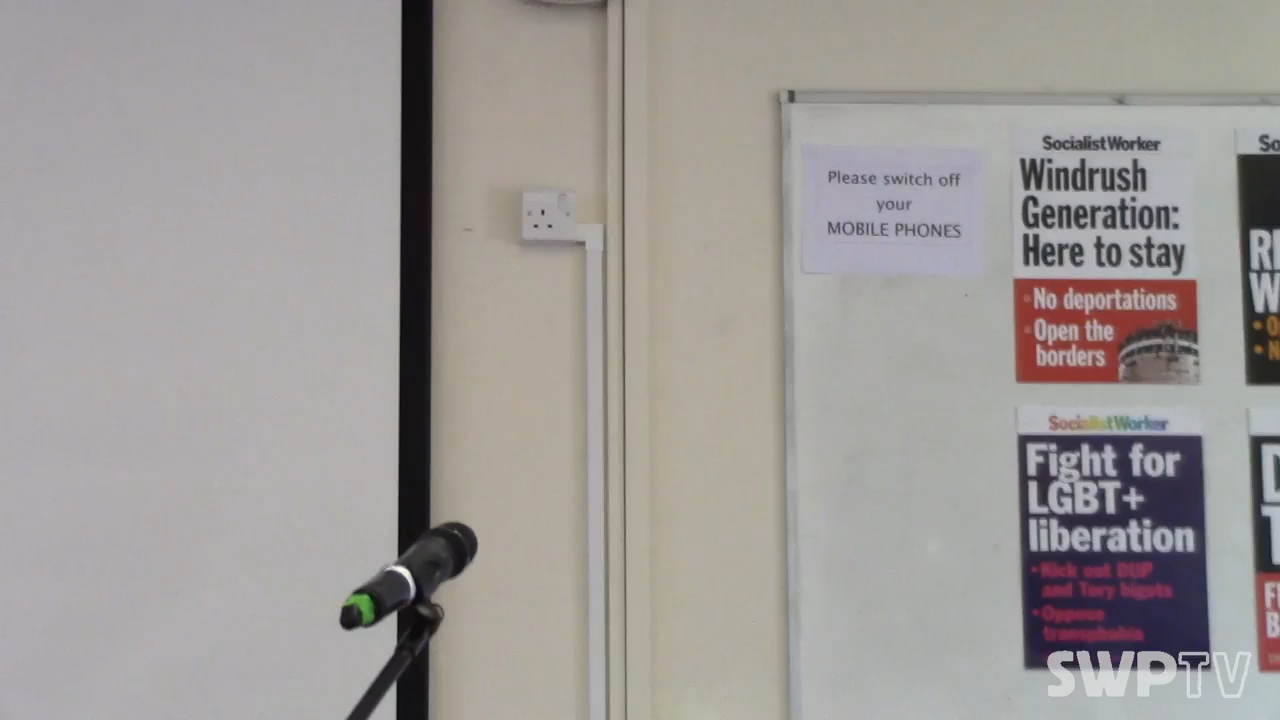 Please switch off
your
MOBILE PHONES
Socialist Worker
Windrush
Generation:
Here to stay
• No deportations
• Open the
borders
So
Socialist Worker
Fight for
LGBT+
liberation
• Kick out DUP
and Tory bigots
• Oppose
transphobia
SWPTV